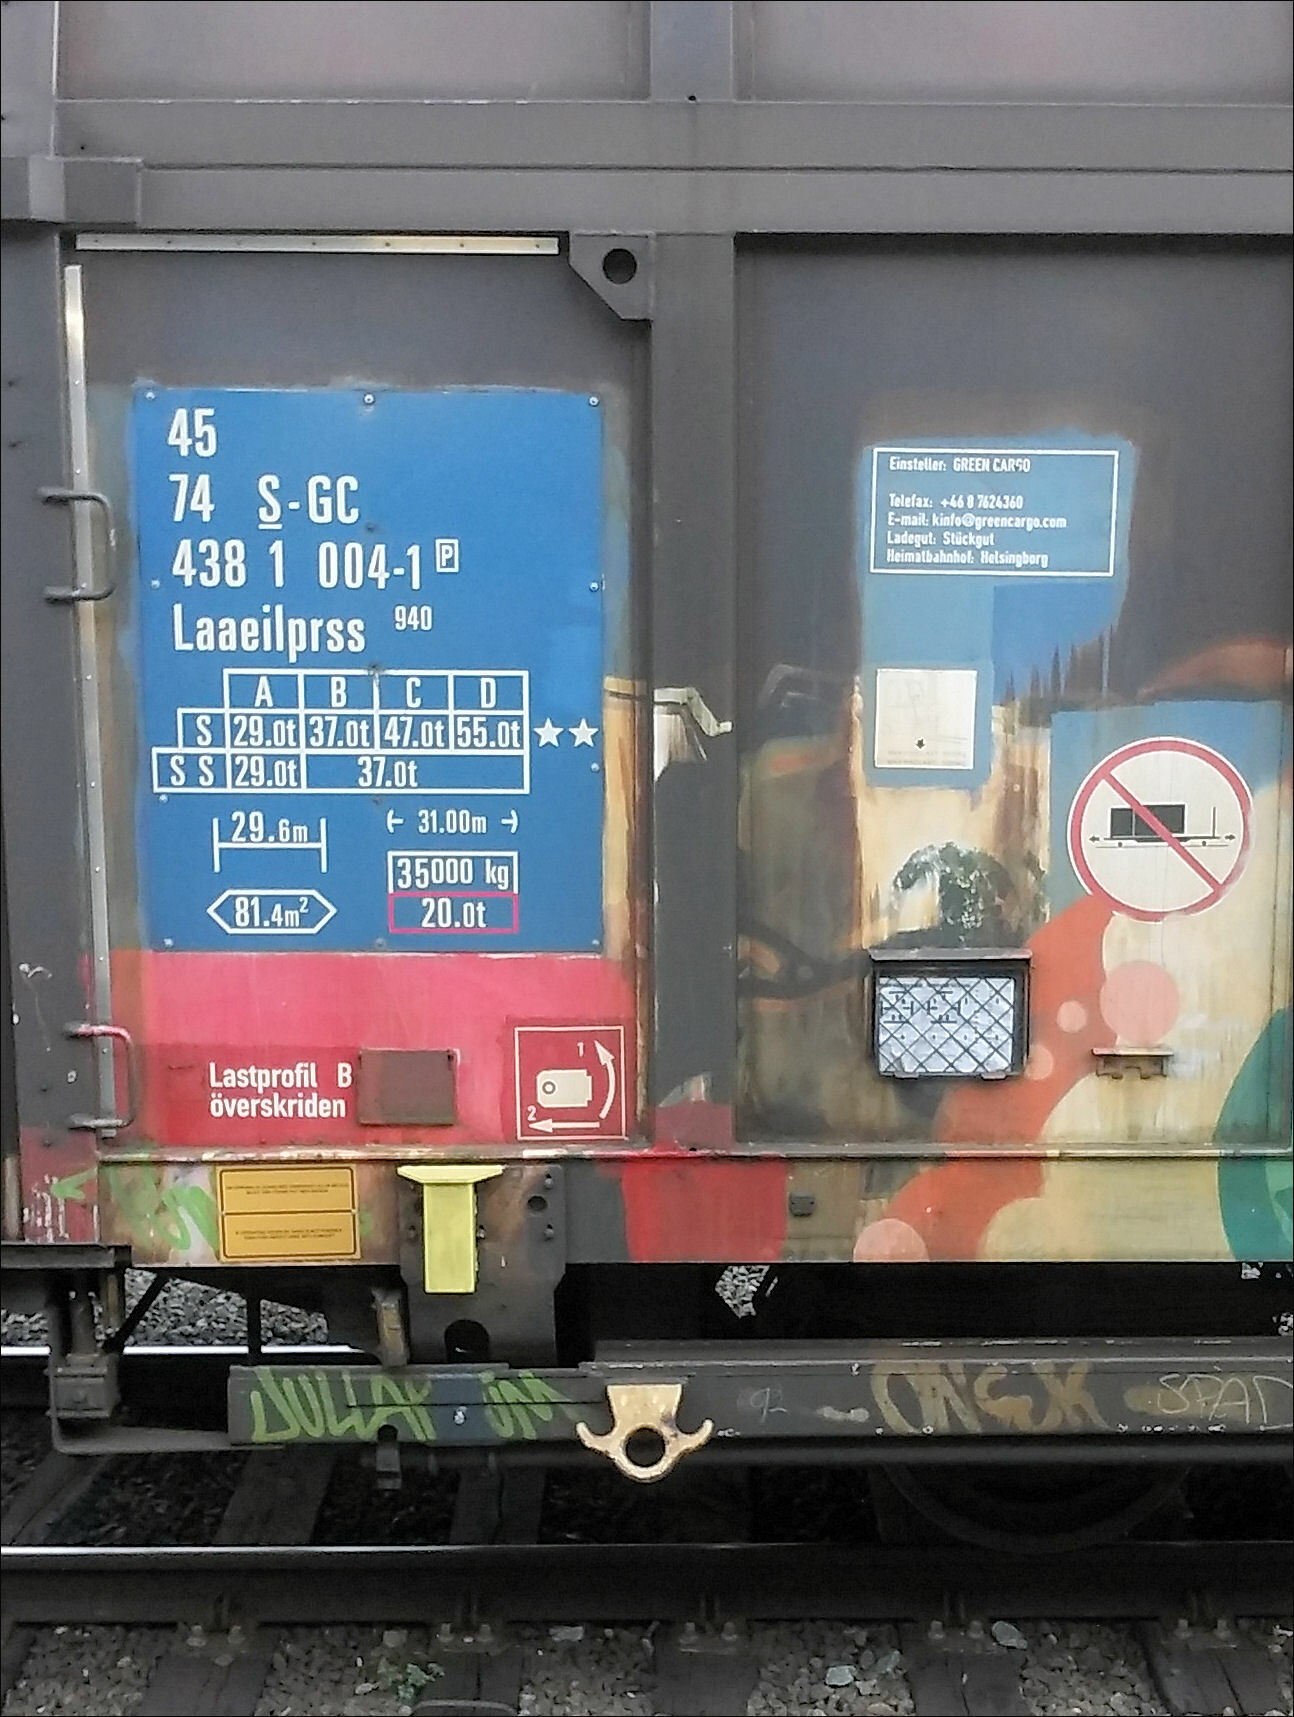 45
74 S-GC
438 1 004-1 P
Laaeilprss 940
A B C D
S 29.0t 37.0t 47.0t 55.0t ★★
S S 29.0t 37.0t
29.6m
31.00m
35000 kg
81.4m²
20.0t
Lastprofil B
överskriden
1
2
Einsteller: GREEN CARGO
Telefax: +46 8 7624360
E-mail: kinfo@greencargo.com
Ladegut: Stückgut
Heimatbahnhof: Helsingborg